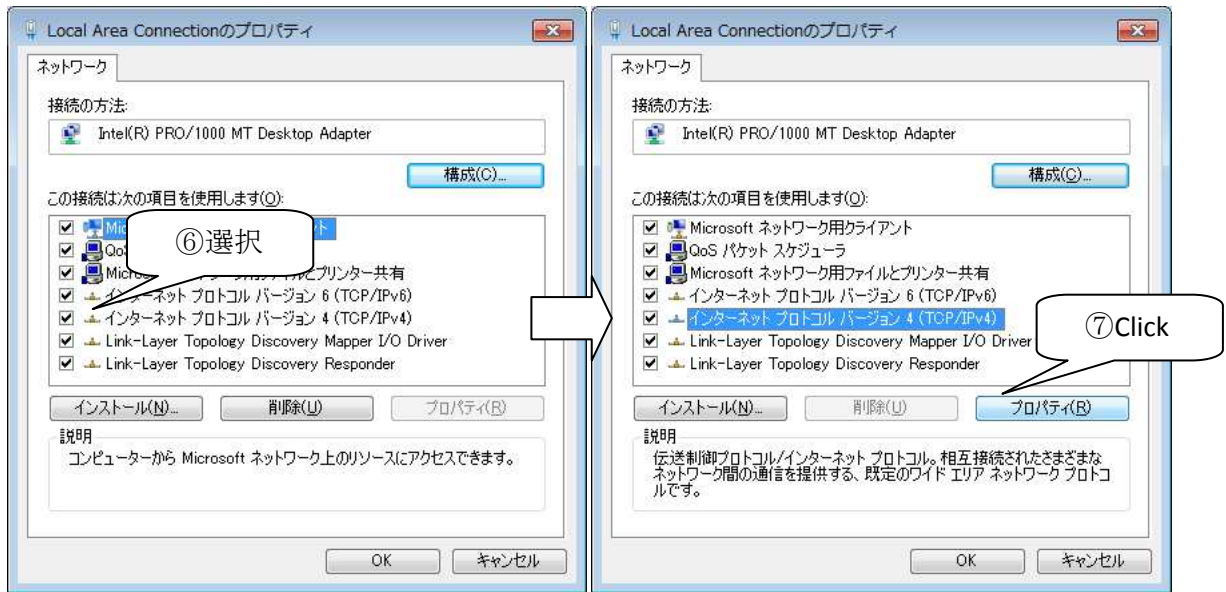 Local Area Connectionのプロパティ
ネットワーク
接続の方法:
Intel(R) PRO/1000 MT Desktop Adapter
構成(C)...
この接続は次の項目を使用します(O):
⑥選択
Microsoft ネットワーク用ファイルとプリンター共有
インターネット プロトコル バージョン 6 (TCP/IPv6)
インターネット プロトコル バージョン 4 (TCP/IPv4)
Link-Layer Topology Discovery Mapper I/O Driver
Link-Layer Topology Discovery Responder
インストール(N)...
削除(U)
プロパティ(R)
説明
コンピューターから Microsoft ネットワーク上のリソースにアクセスできます。
OK
キャンセル
Local Area Connectionのプロパティ
ネットワーク
接続の方法:
Intel(R) PRO/1000 MT Desktop Adapter
構成(C)...
この接続は次の項目を使用します(O):
Microsoft ネットワーク用クライアント
QoS パケット スケジューラ
Microsoft ネットワーク用ファイルとプリンター共有
インターネット プロトコル バージョン 6 (TCP/IPv6)
インターネット プロトコル バージョン 4 (TCP/IPv4)
⑦Click
Link-Layer Topology Discovery Mapper I/O Driver
Link-Layer Topology Discovery Responder
インストール(N)...
削除(U)
プロパティ(R)
説明
伝送制御プロトコル/インターネット プロトコル。相互接続されたさまざまな
ネットワーク間の通信を提供する、既定のワイド エリア ネットワーク プロトコ
ルです。
OK
キャンセル